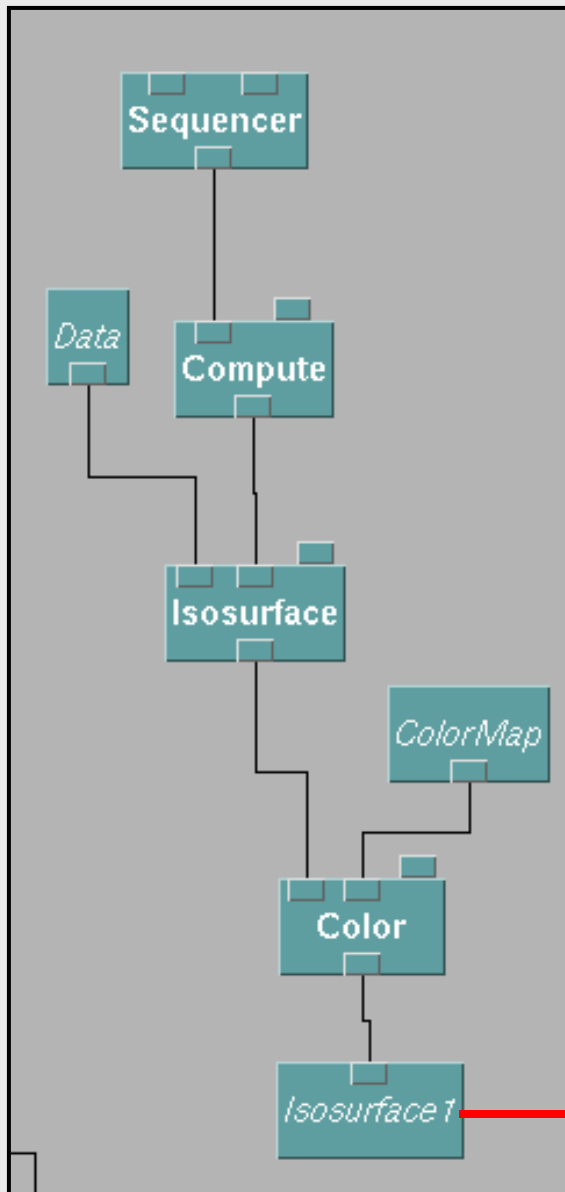 Sequencer
Data
Compute
Isosurface
ColorMap
Color
Isosurface1